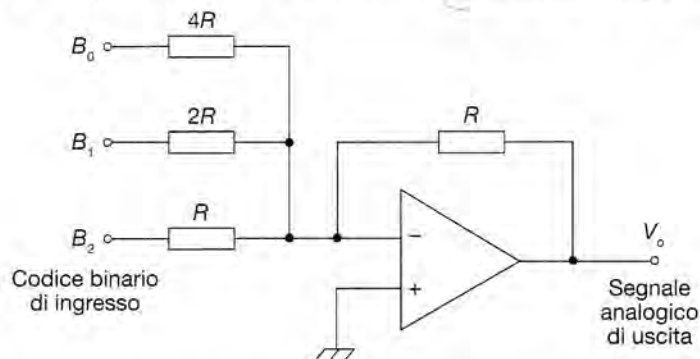 4R
B₀
2R
R
B₁
R
B₂
Codice binario
di ingresso
−
+
Vₒ
Segnale
analogico
di uscita